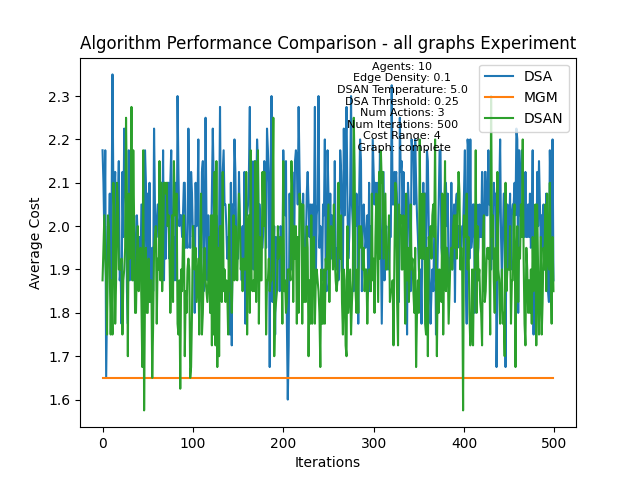 Algorithm Performance Comparison - all graphs Experiment
Agents: 10
Edge Density: 0.1
DSAN Temperature: 5.0
DSA Threshold: 0.25
Num Actions: 3
Num Iterations: 500
Cost Range: 4
Graph: complete
DSA
MGM
DSAN
Average Cost
2.3
2.2
2.1
2.0
1.9
1.8
1.7
1.6
0
100
200
300
400
500
Iterations